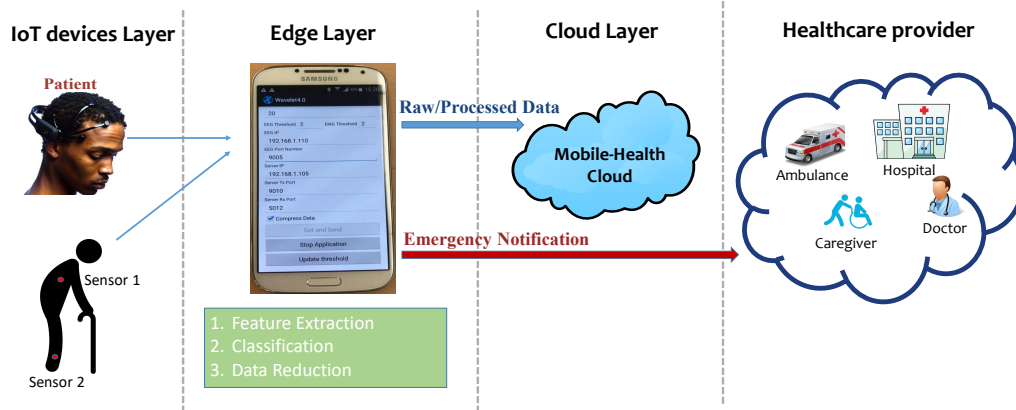 IoT devices Layer
Edge Layer
Cloud Layer
Healthcare provider
Patient
Sensor 1
Sensor 2
SAMSUNG
Wavelet4.0
20
EEG Threshold 2 EMG Threshold 2
EEG IP
192.168.1.110
EEG Port Number
9005
Server IP
192.168.1.105
Server Tx Port
9010
Server Rx Port
5012
Compress Data
Get and Send
Stop Application
Update threshold
1. Feature Extraction
2. Classification
3. Data Reduction
Raw/Processed Data
Emergency Notification
Mobile-Health
Cloud
Ambulance
Hospital
Caregiver
Doctor